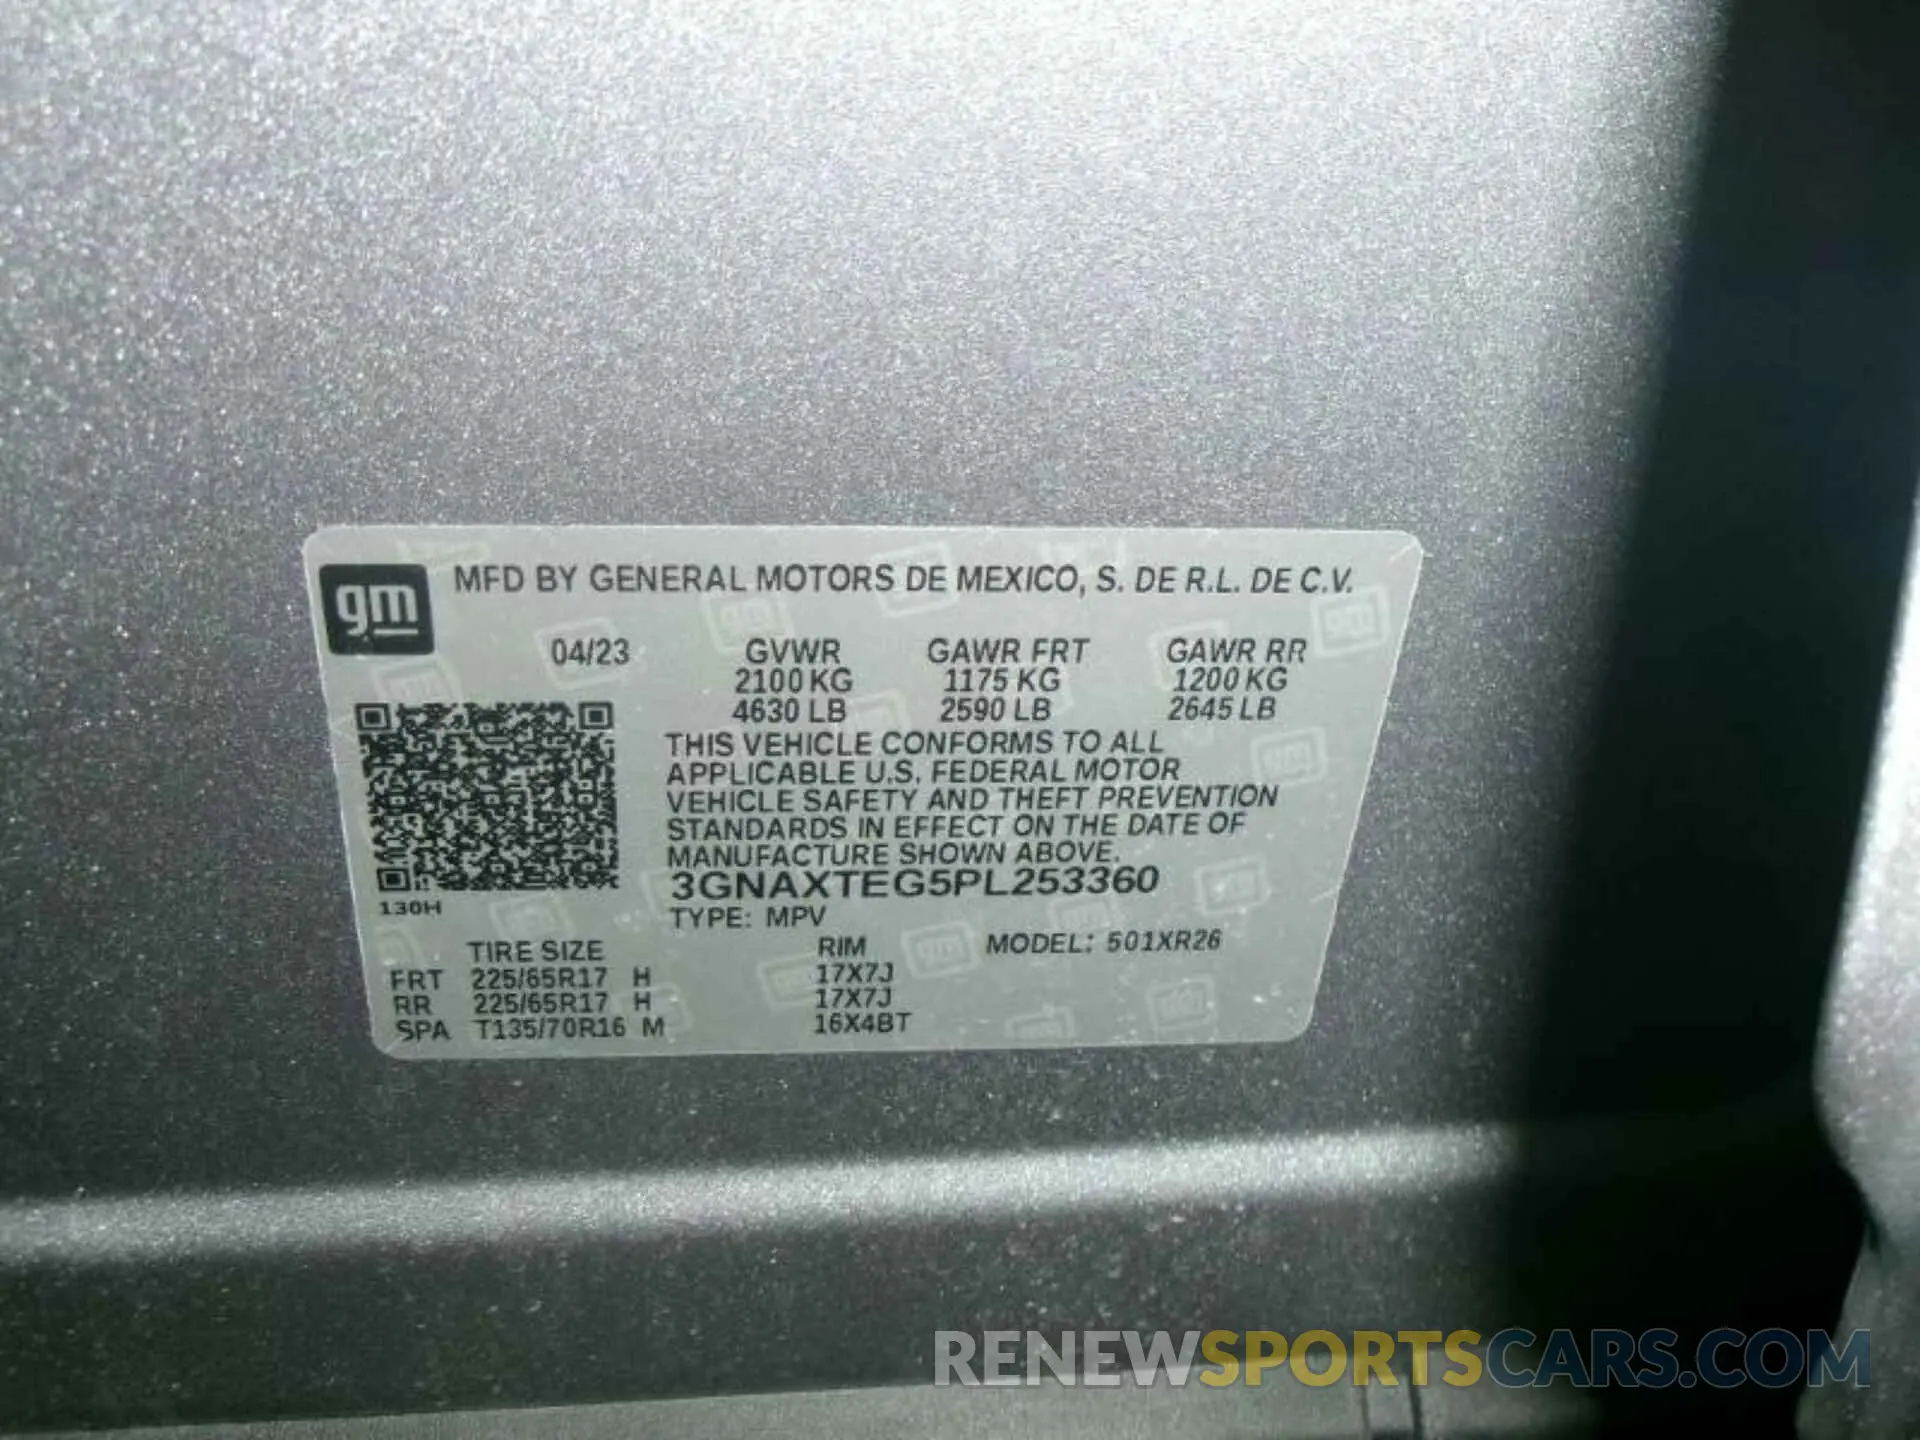 gm MFD BY GENERAL MOTORS DE MEXICO, S. DE R.L. DE C.V.
04/23 GVWR GAWR FRT GAWR RR
2100 KG 1175 KG 1200 KG
4630 LB 2590 LB 2645 LB
THIS VEHICLE CONFORMS TO ALL
APPLICABLE U.S. FEDERAL MOTOR
VEHICLE SAFETY AND THEFT PREVENTION
STANDARDS IN EFFECT ON THE DATE OF
MANUFACTURE SHOWN ABOVE.
3GNAXTEG5PL253360
130H
TYPE: MPV
TIRE SIZE RIM MODEL: 501XR26
FRT 225/65R17 H 17X7J
RR 225/65R17 H 17X7J
SPA T135/70R16 M 16X4BT
RENEWSPORTSCARS.COM